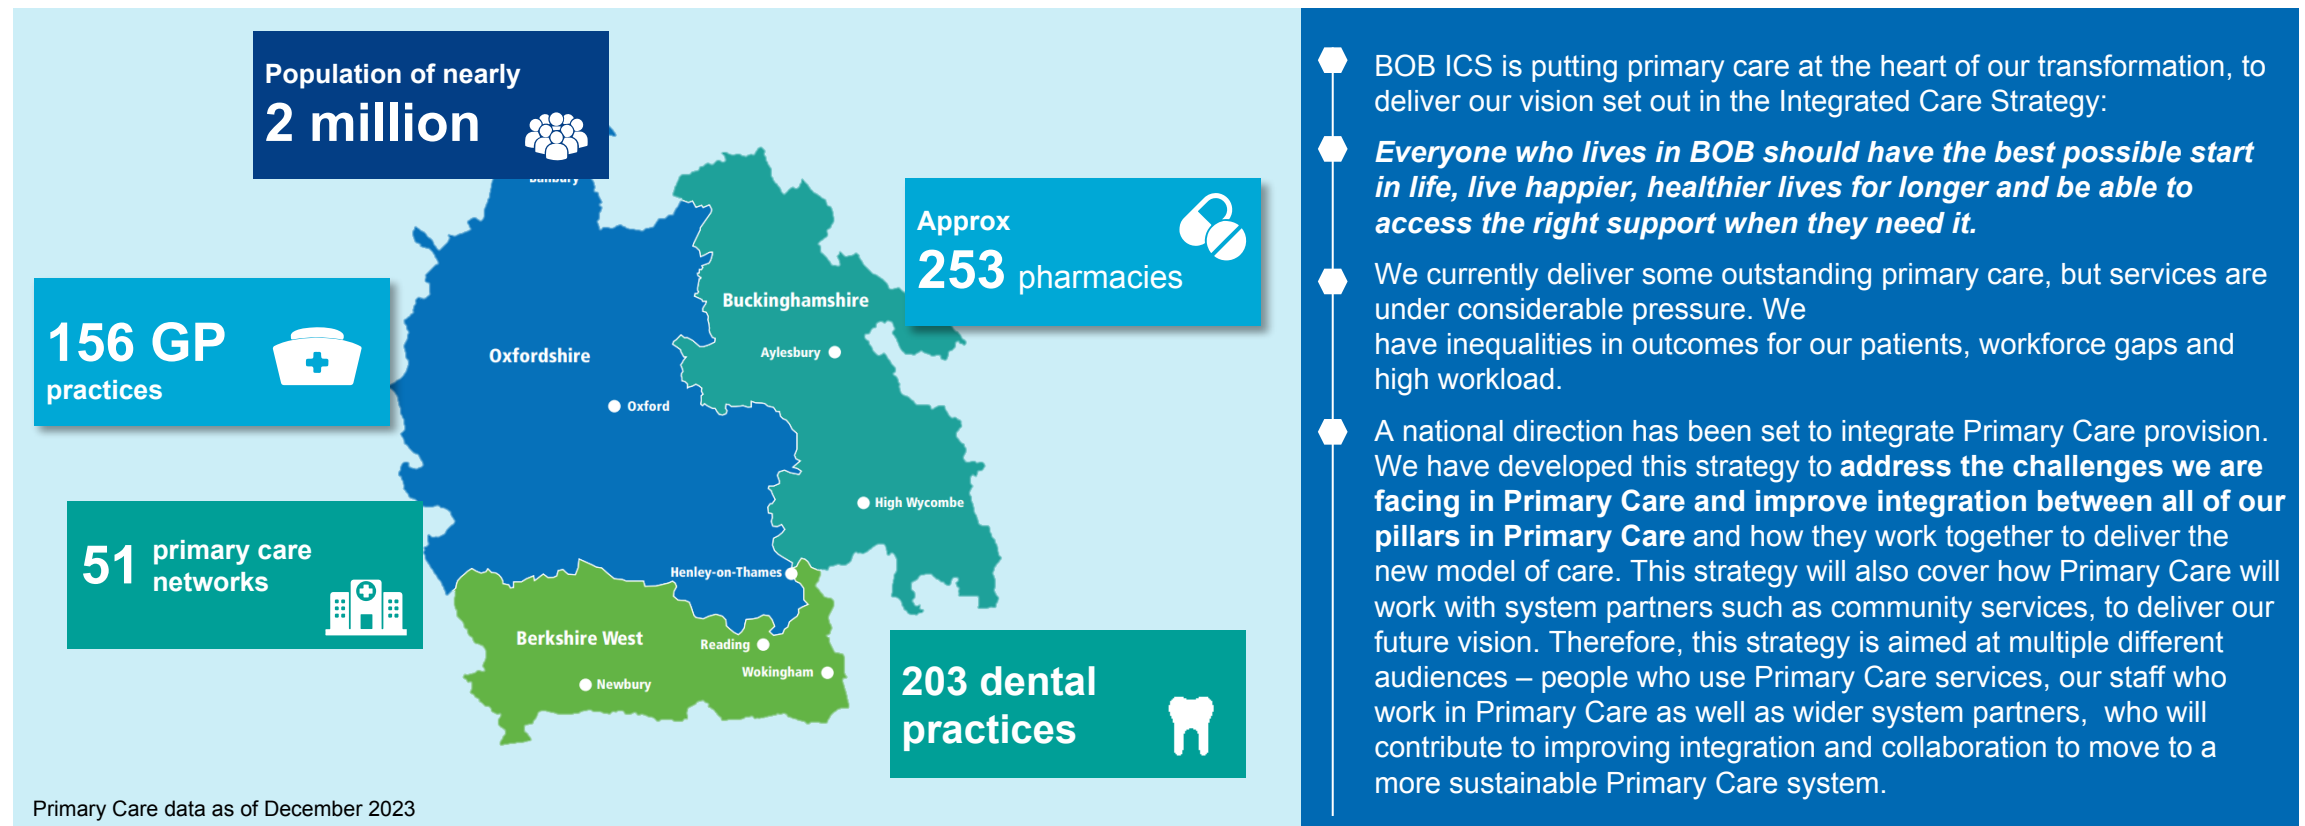 Population of nearly
2 million
Banbury
Approx
253 pharmacies
156 GP
practices
Buckinghamshire
Aylesbury
Oxfordshire
Oxford
High Wycombe
51 primary care
networks
Henley-on-Thames
Berkshire West
Reading
Wokingham
Newbury
203 dental
practices
Primary Care data as of December 2023
BOB ICS is putting primary care at the heart of our transformation, to
deliver our vision set out in the Integrated Care Strategy:
Everyone who lives in BOB should have the best possible start
in life, live happier, healthier lives for longer and be able to
access the right support when they need it.
We currently deliver some outstanding primary care, but services are
under considerable pressure. We
have inequalities in outcomes for our patients, workforce gaps and
high workload.
A national direction has been set to integrate Primary Care provision.
We have developed this strategy to address the challenges we are
facing in Primary Care and improve integration between all of our
pillars in Primary Care and how they work together to deliver the
new model of care. This strategy will also cover how Primary Care will
work with system partners such as community services, to deliver our
future vision. Therefore, this strategy is aimed at multiple different
audiences – people who use Primary Care services, our staff who
work in Primary Care as well as wider system partners, who will
contribute to improving integration and collaboration to move to a
more sustainable Primary Care system.